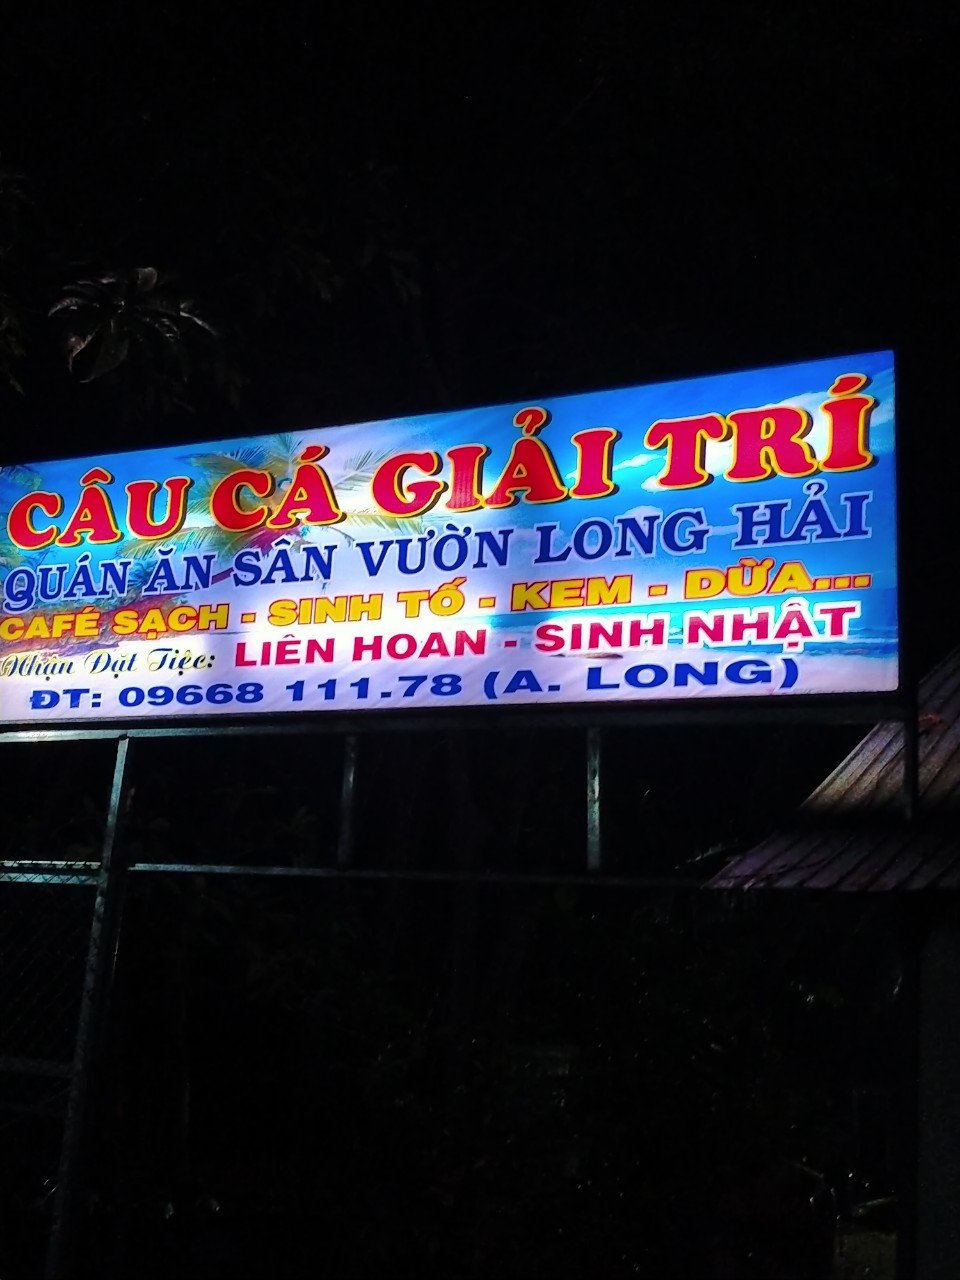 CÂU CÁ GIẢI TRÍ
QUÁN ĂN SÂN VƯỜN LONG HẢI
CAFÉ SẠCH - SINH TỐ - KEM - DỪA...
Nhận Đặt Tiệc: LIÊN HOAN - SINH NHẬT
ĐT: 09668 111.78 (A. LONG)